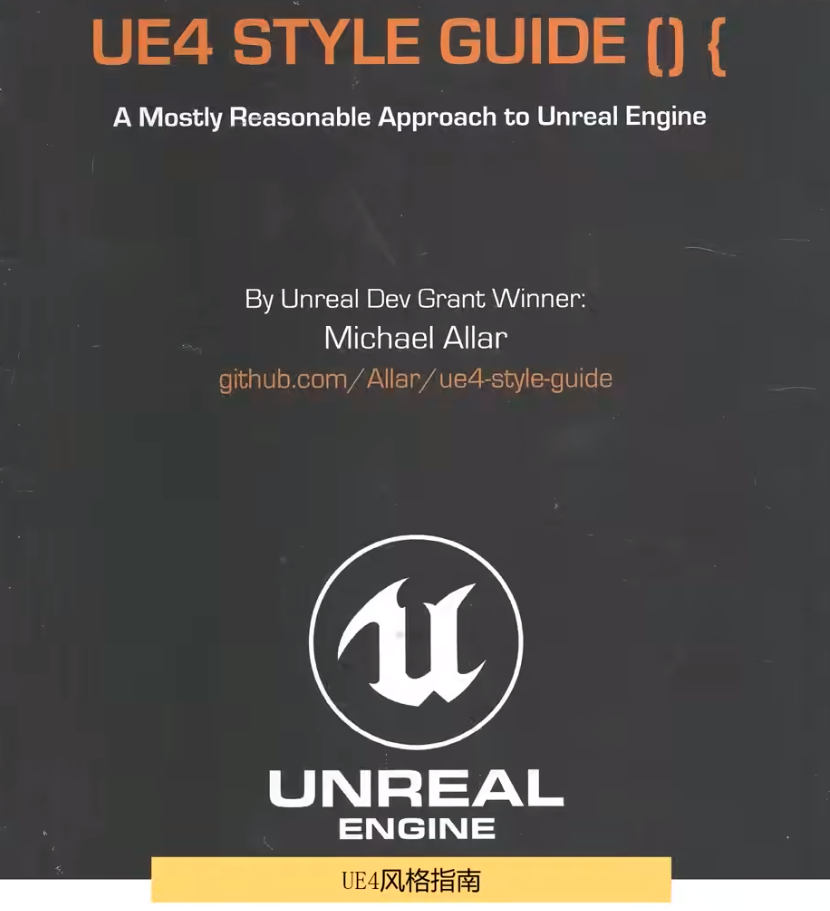 UE4 STYLE GUIDE () {
A Mostly Reasonable Approach to Unreal Engine
By Unreal Dev Grant Winner:
Michael Allar
github.com/Allar/ue4-style-guide
UNREAL
ENGINE
UE4风格指南